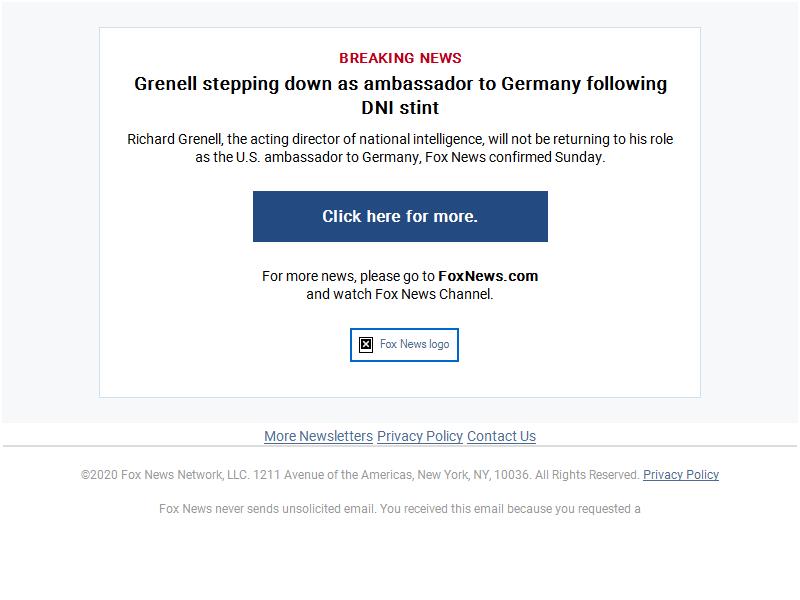 BREAKING NEWS
Grenell stepping down as ambassador to Germany following
DNI stint
Richard Grenell, the acting director of national intelligence, will not be returning to his role
as the U.S. ambassador to Germany, Fox News confirmed Sunday.
Click here for more.
For more news, please go to FoxNews.com
and watch Fox News Channel.
Fox News logo
More Newsletters Privacy Policy Contact Us
©2020 Fox News Network, LLC. 1211 Avenue of the Americas, New York, NY, 10036. All Rights Reserved. Privacy Policy
Fox News never sends unsolicited email. You received this email because you requested a